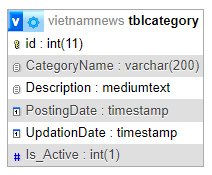 v vietnamnews tblcategory
id : int(11)
CategoryName : varchar(200)
Description : mediumtext
PostingDate : timestamp
UpdationDate : timestamp
# Is_Active : int(1)